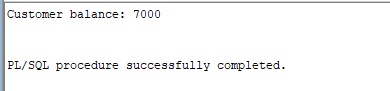 Customer balance: 7000
PL/SQL procedure successfully completed.